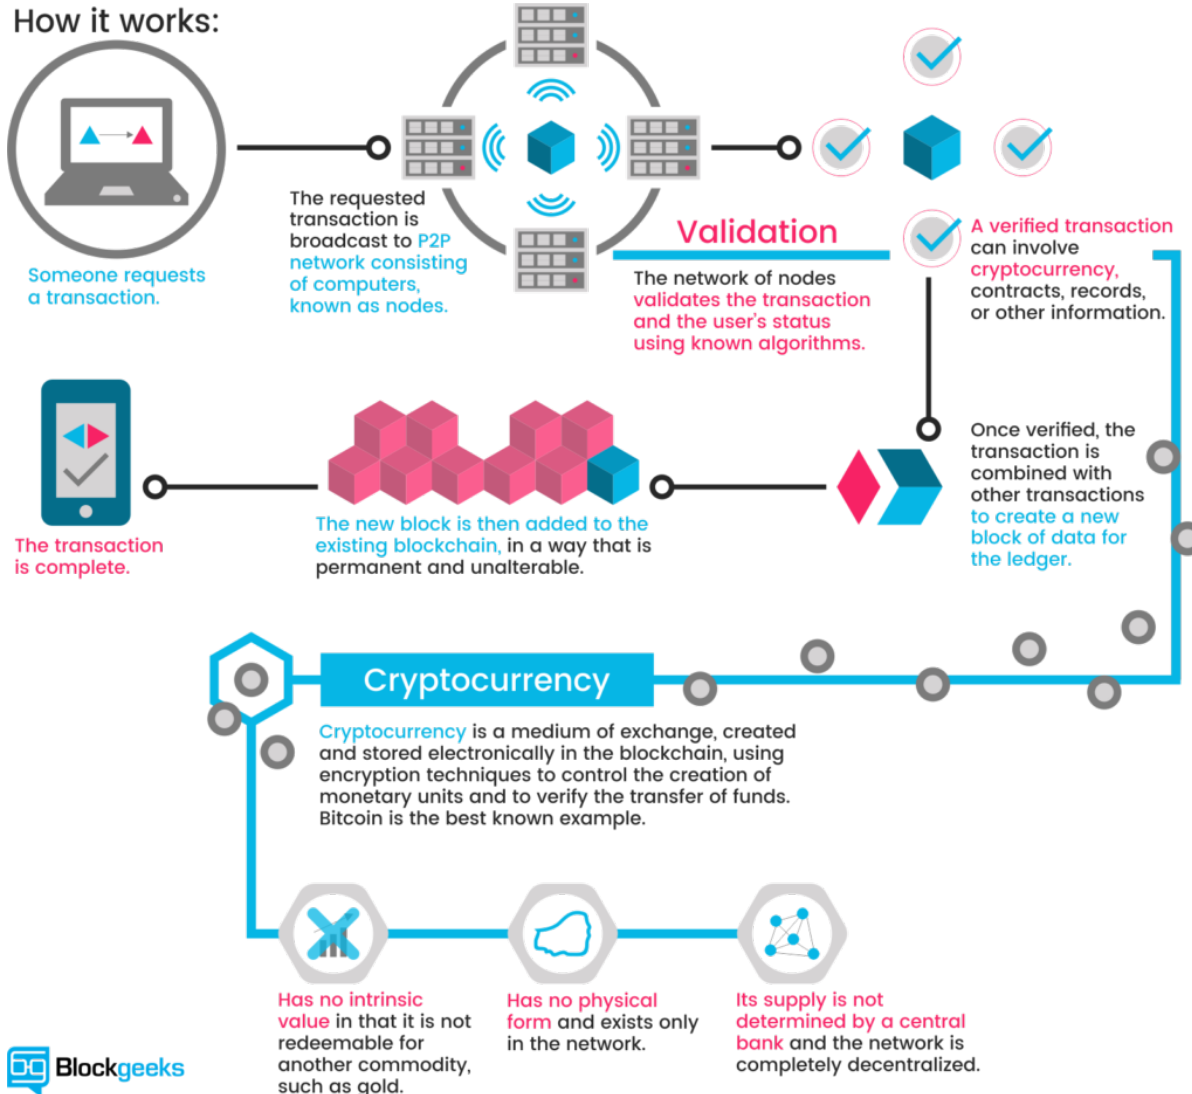 How it works:
Someone requests
a transaction.
The requested
transaction is
broadcast to P2P
network consisting
of computers,
known as nodes.
Validation
The network of nodes
validates the transaction
and the user's status
using known algorithms.
A verified transaction
can involve
cryptocurrency,
contracts, records,
or other information.
Once verified, the
transaction is
combined with
other transactions
to create a new
block of data for
the ledger.
The new block is then added to the
existing blockchain, in a way that is
permanent and unalterable.
The transaction
is complete.
Cryptocurrency
Cryptocurrency is a medium of exchange, created
and stored electronically in the blockchain, using
encryption techniques to control the creation of
monetary units and to verify the transfer of funds.
Bitcoin is the best known example.
Has no intrinsic
value in that it is not
redeemable for
another commodity,
such as gold.
Has no physical
form and exists only
in the network.
Its supply is not
determined by a central
bank and the network is
completely decentralized.
Blockgeeks